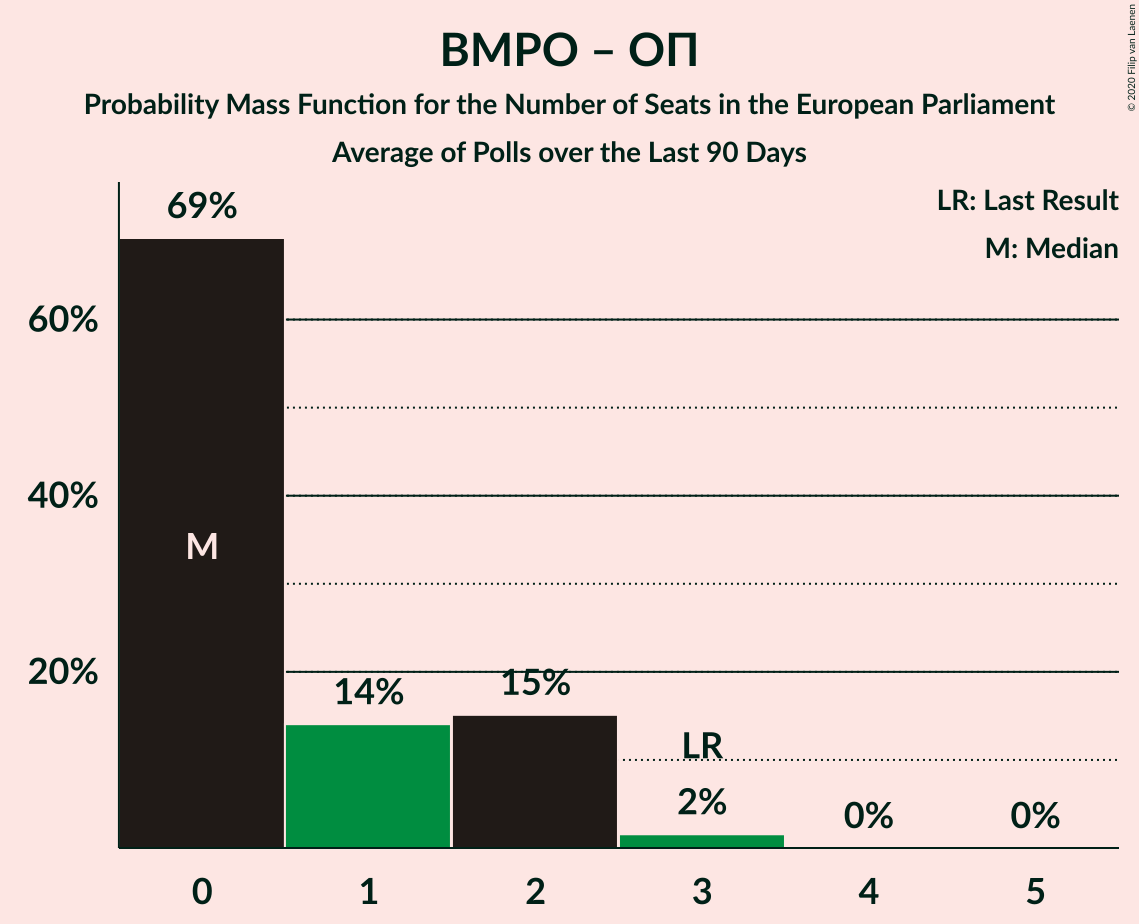 ВМРО – ОП
Probability Mass Function for the Number of Seats in the European Parliament
Average of Polls over the Last 90 Days
© 2020 Filip van Laenen
LR: Last Result
M: Median
69%
60%
40%
20%
M
14%
15%
LR
2%
0%
0%
0 1 2 3 4 5